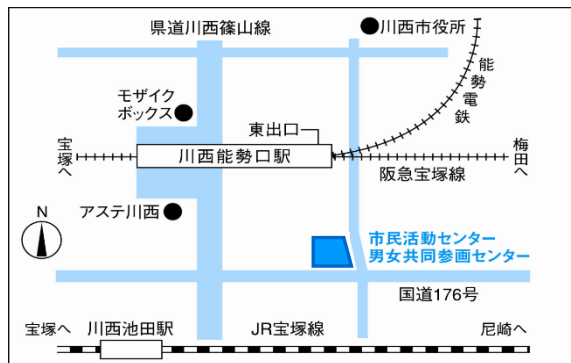 県道川西篠山線
川西市役所
能勢電鉄
モザイク
ボックス
東出口
宝塚へ
川西能勢口駅
梅田へ
阪急宝塚線
アステ川西
N
市民活動センター
男女共同参画センター
国道176号
宝塚へ
川西池田駅
JR宝塚線
尼崎へ